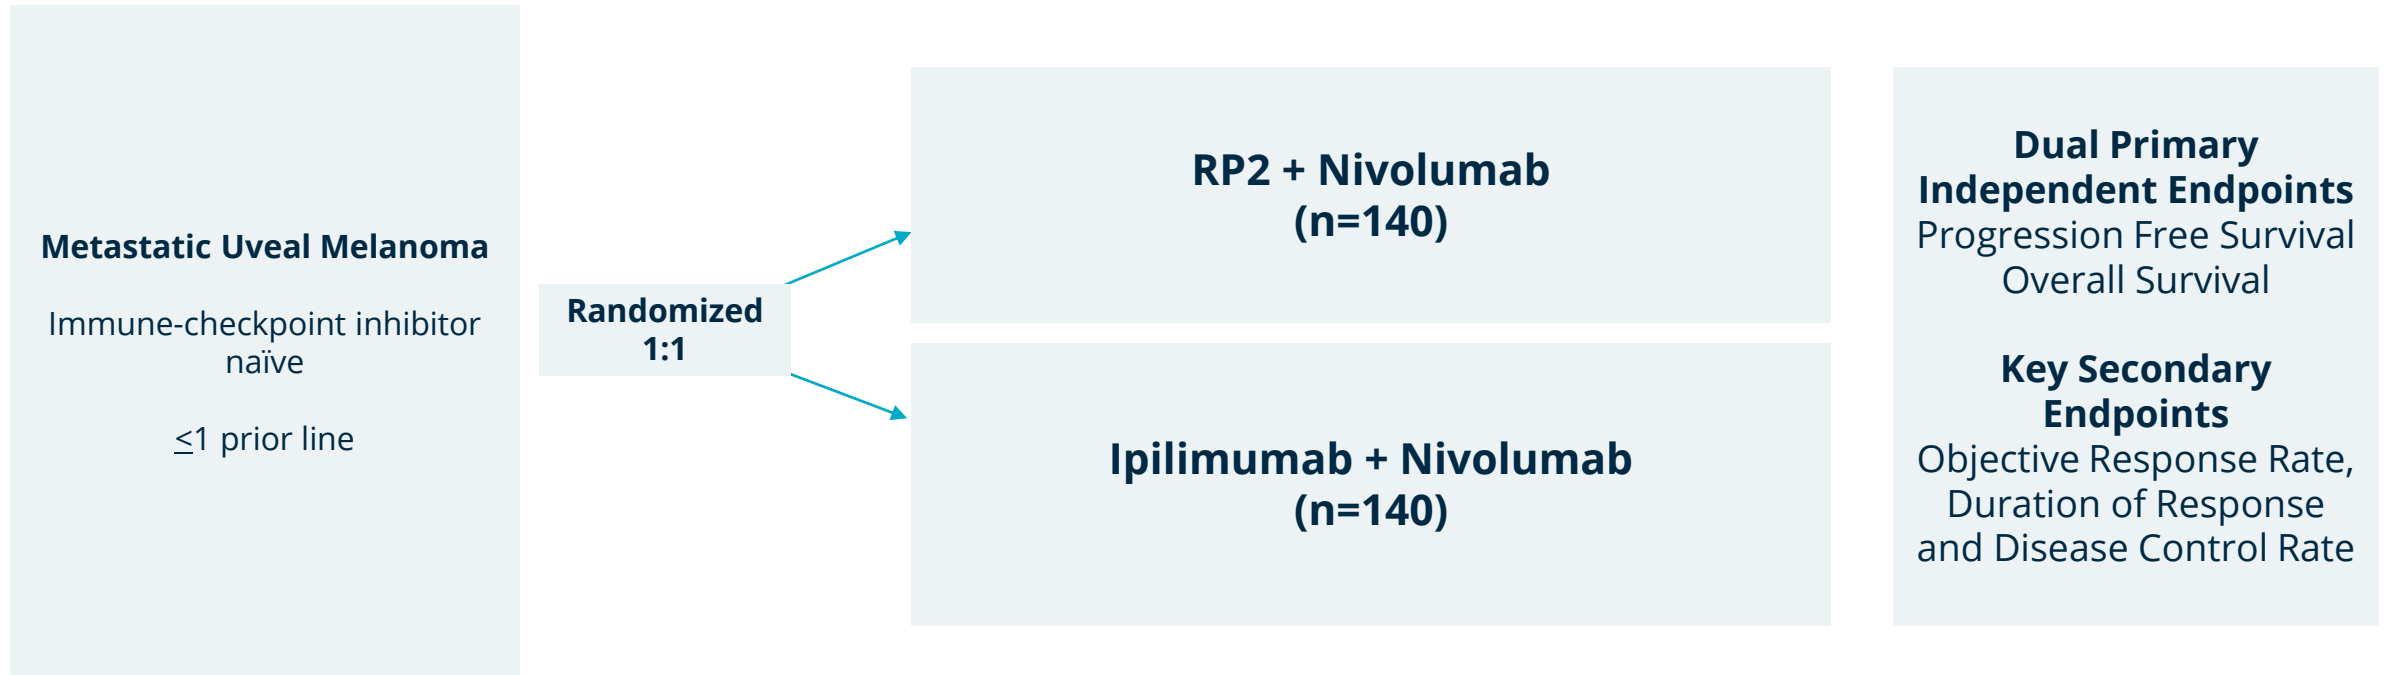 Metastatic Uveal Melanoma
Immune-checkpoint inhibitor
naïve
≤1 prior line
Randomized
1:1
RP2 + Nivolumab
(n=140)
Ipilimumab + Nivolumab
(n=140)
Dual Primary
Independent Endpoints
Progression Free Survival
Overall Survival
Key Secondary
Endpoints
Objective Response Rate,
Duration of Response
and Disease Control Rate